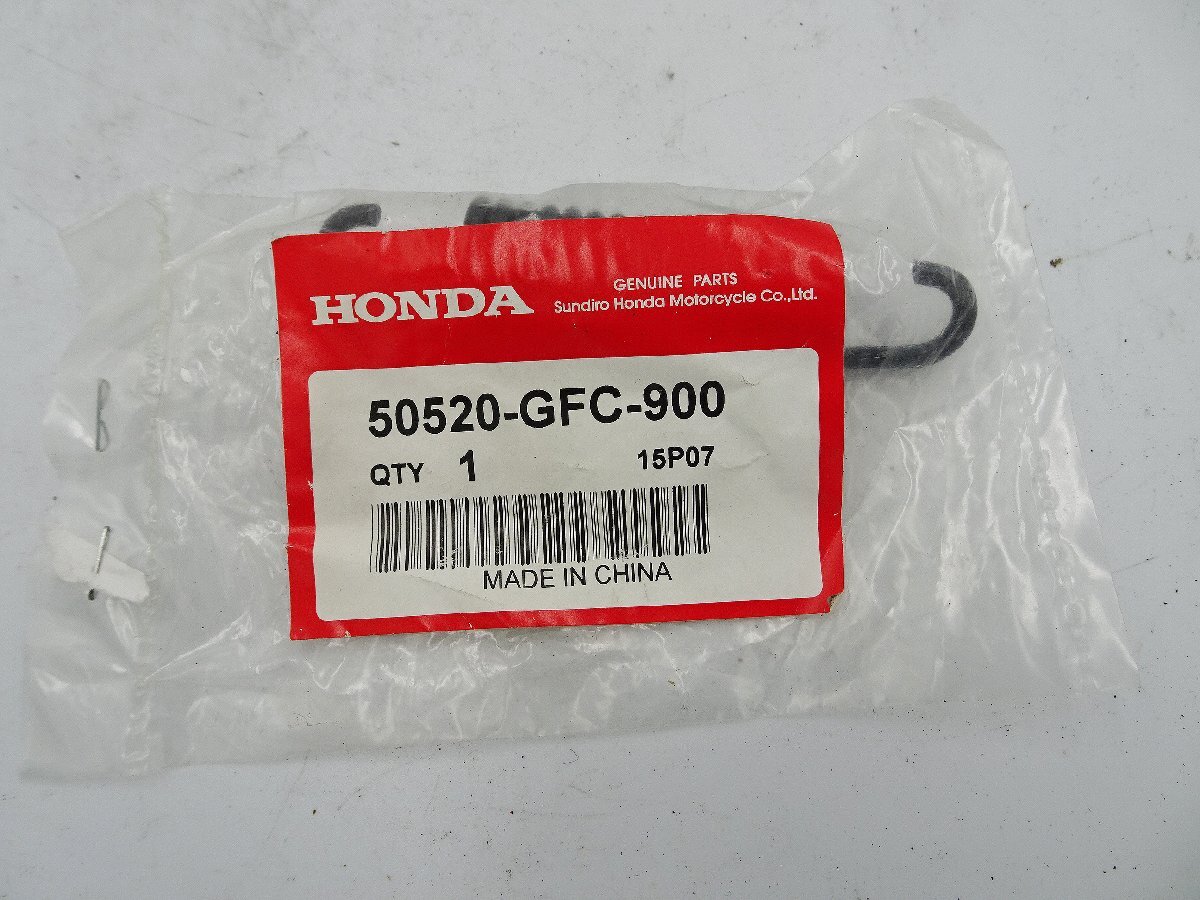 HONDA
GENUINE PARTS
Sundiro Honda Motorcycle Co.,Ltd.
50520-GFC-900
QTY 1 15P07
MADE IN CHINA